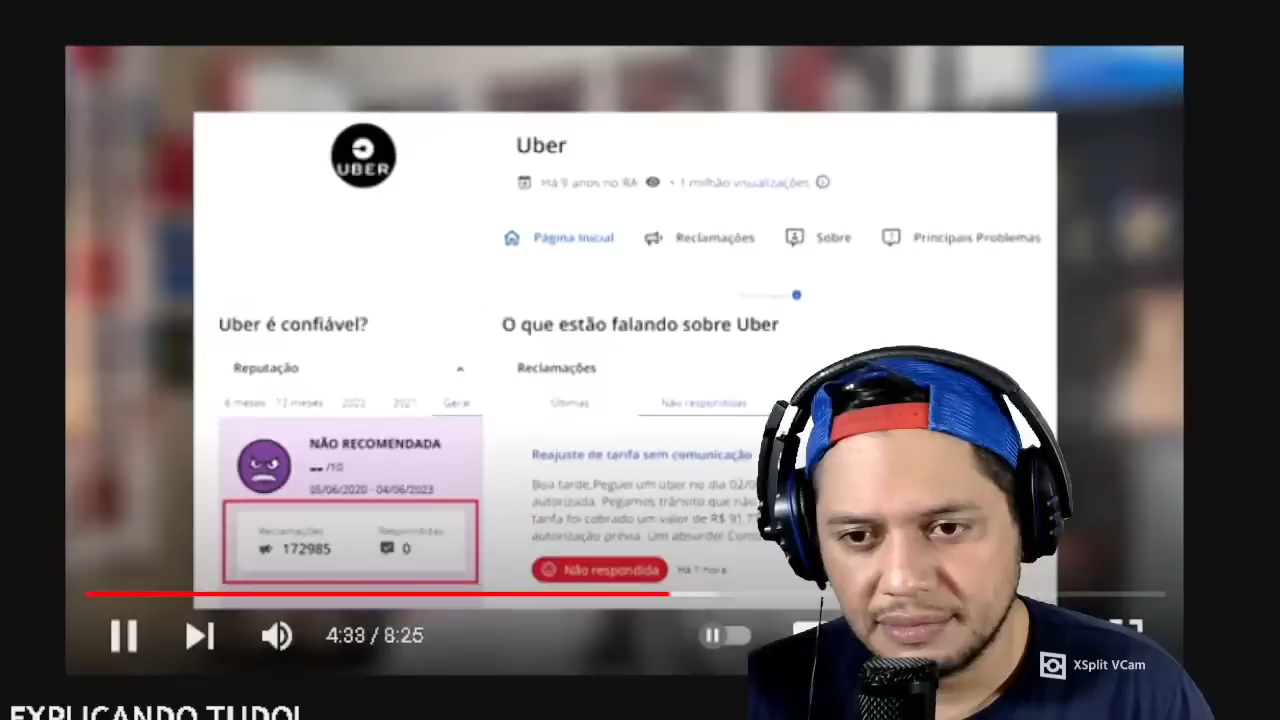 UBER
Uber
Há 9 anos no RA + 1 milhão visualizações
Página Inicial Reclamações Sobre Principais Problemas
Uber é confiável?
O que estão falando sobre Uber
Reputação
Reclamações
6 meses 12 meses 2022 2021 Geral
Últimas Não respondidas
NÃO RECOMENDADA
-- /10
05/06/2020 - 04/06/2023
Reclamações Respondidas
172985 0
Reajuste de tarifa sem comunicação
Boa tarde,Peguei um uber no dia 02/0
autorizada. Pegamos trânsito que não
tarifa foi cobrado um valor de R$ 91,7
autorização prévia. Um absurdo!
Não respondida Há 1 hora
4:33 / 8:25
XSplit VCam
EXPLICANDO TUDO!